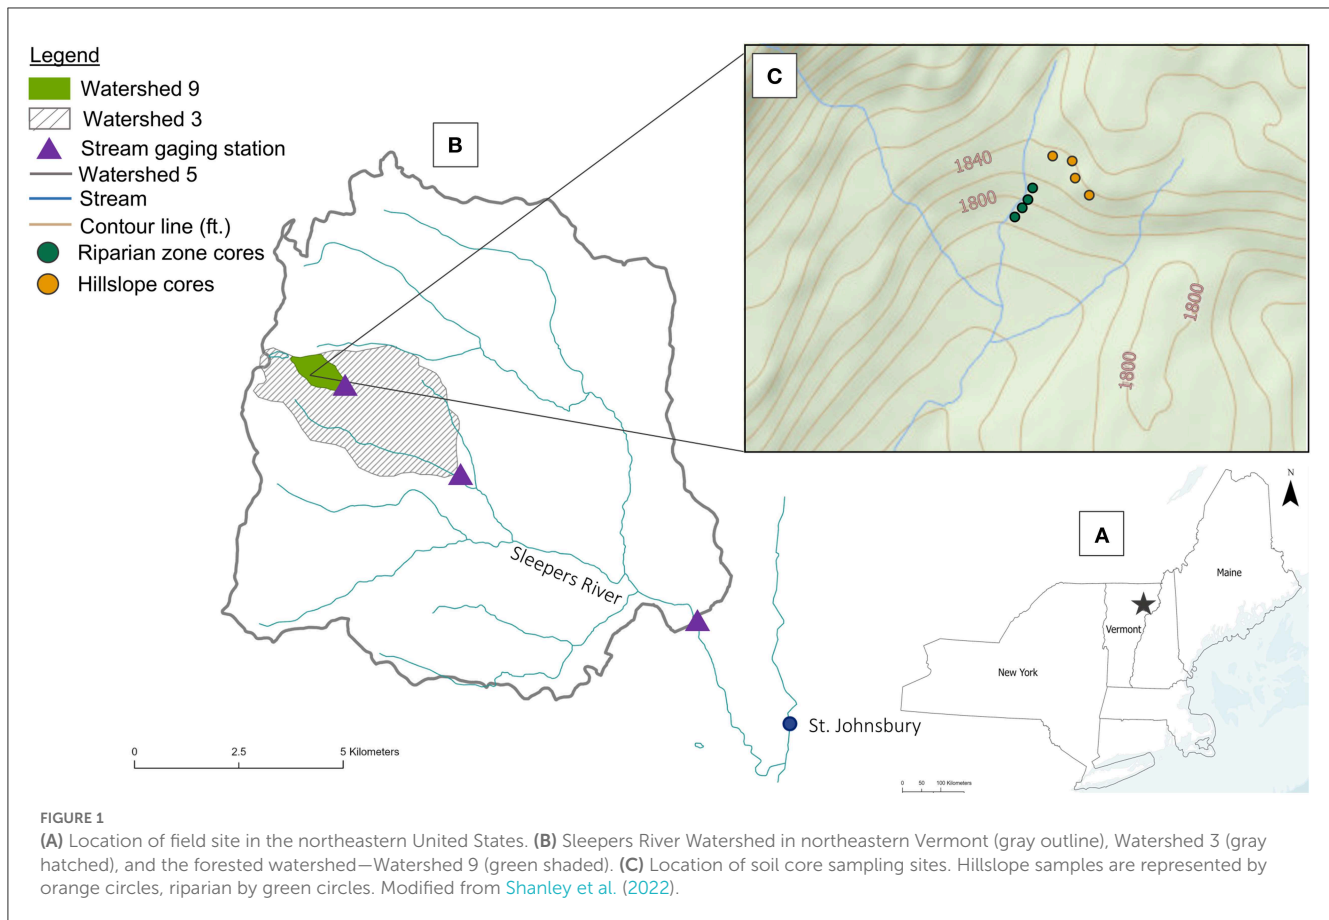 Legend
Watershed 9
Watershed 3
Stream gaging station
Watershed 5
Stream
Contour line (ft.)
Riparian zone cores
Hillslope cores
B
C
1840
1800
1800
1800
Sleepers River
St. Johnsbury
0 2.5 5 Kilometers
A
N
Maine
Vermont
New York
0 50 100 Kilometers
FIGURE 1
(A) Location of field site in the northeastern United States. (B) Sleepers River Watershed in northeastern Vermont (gray outline), Watershed 3 (gray
hatched), and the forested watershed—Watershed 9 (green shaded). (C) Location of soil core sampling sites. Hillslope samples are represented by
orange circles, riparian by green circles. Modified from Shanley et al. (2022).